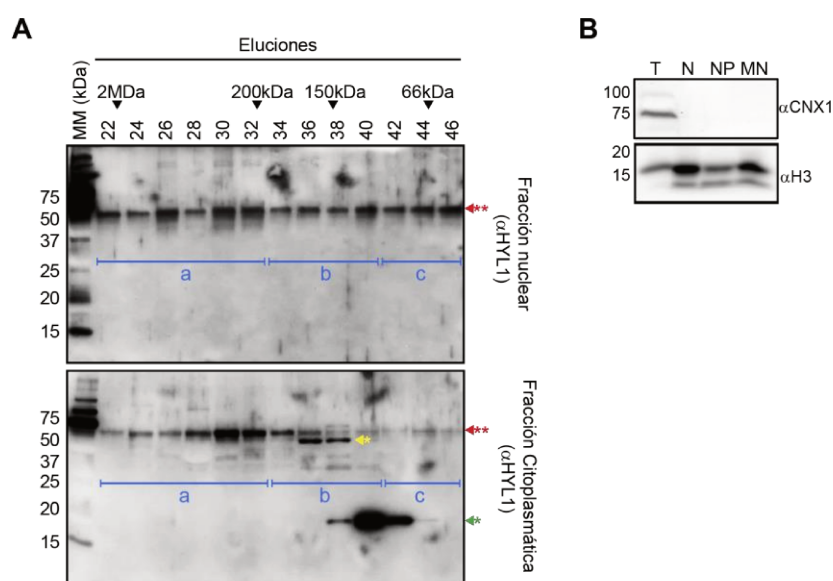 A
Eluciones
MM (kDa)
2MDa 200kDa 150kDa 66kDa
22 24 26 28 30 32 34 36 38 40 42 44 46
75
50
37
25
20
15
a b c
**
Fracción nuclear
(αHYL1)
75
50
37
25
20
15
a b c
**
*
*
Fracción Citoplasmática
(αHYL1)
B
T N NP MN
100
75
αCNX1
20
15
αH3